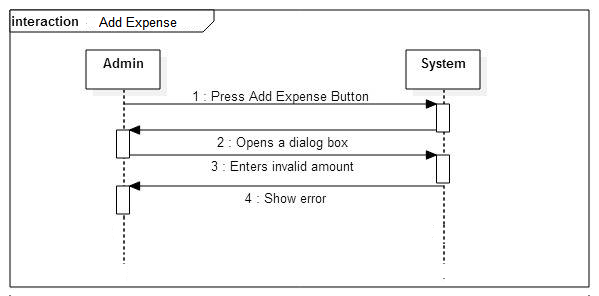 interaction Add Expense
Admin
System
1 : Press Add Expense Button
2 : Opens a dialog box
3 : Enters invalid amount
4 : Show error